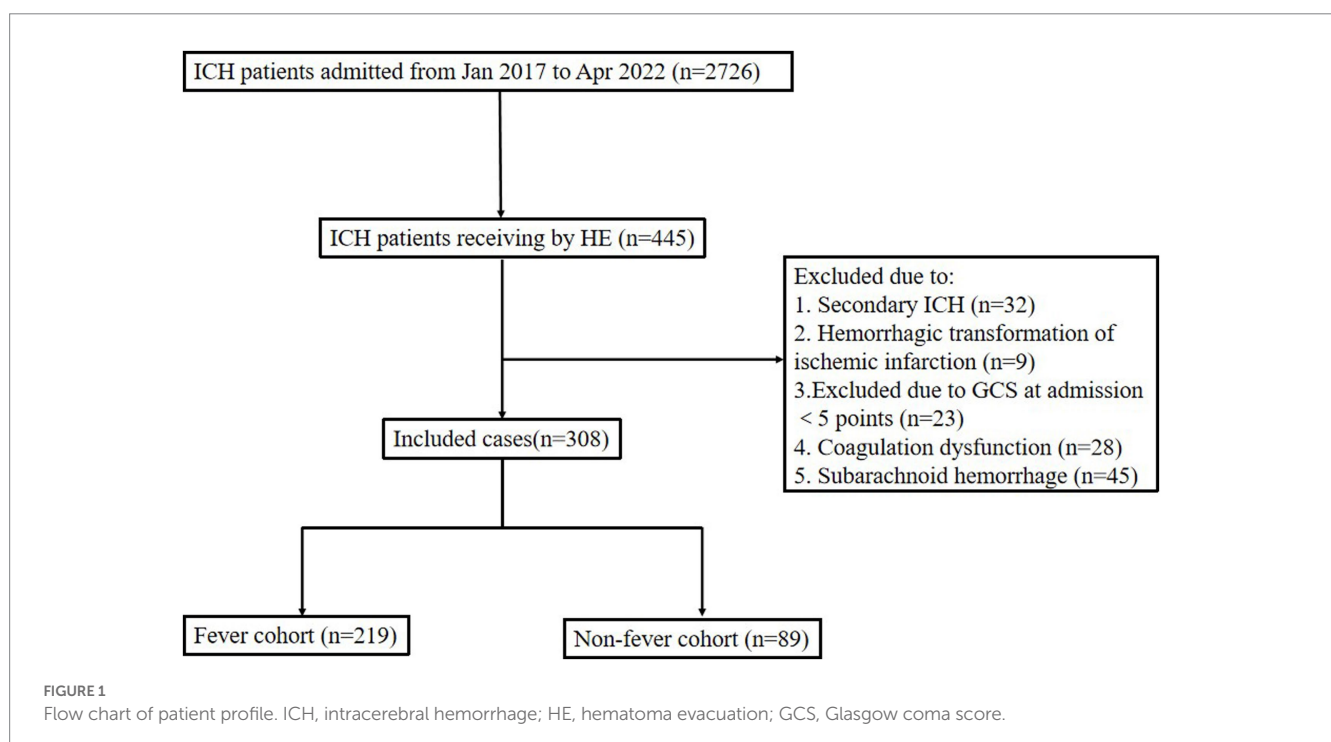 ICH patients admitted from Jan 2017 to Apr 2022 (n=2726)
ICH patients receiving by HE (n=445)
Excluded due to:
1. Secondary ICH (n=32)
2. Hemorrhagic transformation of
ischemic infarction (n=9)
3.Excluded due to GCS at admission
< 5 points (n=23)
4. Coagulation dysfunction (n=28)
5. Subarachnoid hemorrhage (n=45)
Included cases(n=308)
Fever cohort (n=219)
Non-fever cohort (n=89)
FIGURE 1
Flow chart of patient profile. ICH, intracerebral hemorrhage; HE, hematoma evacuation; GCS, Glasgow coma score.